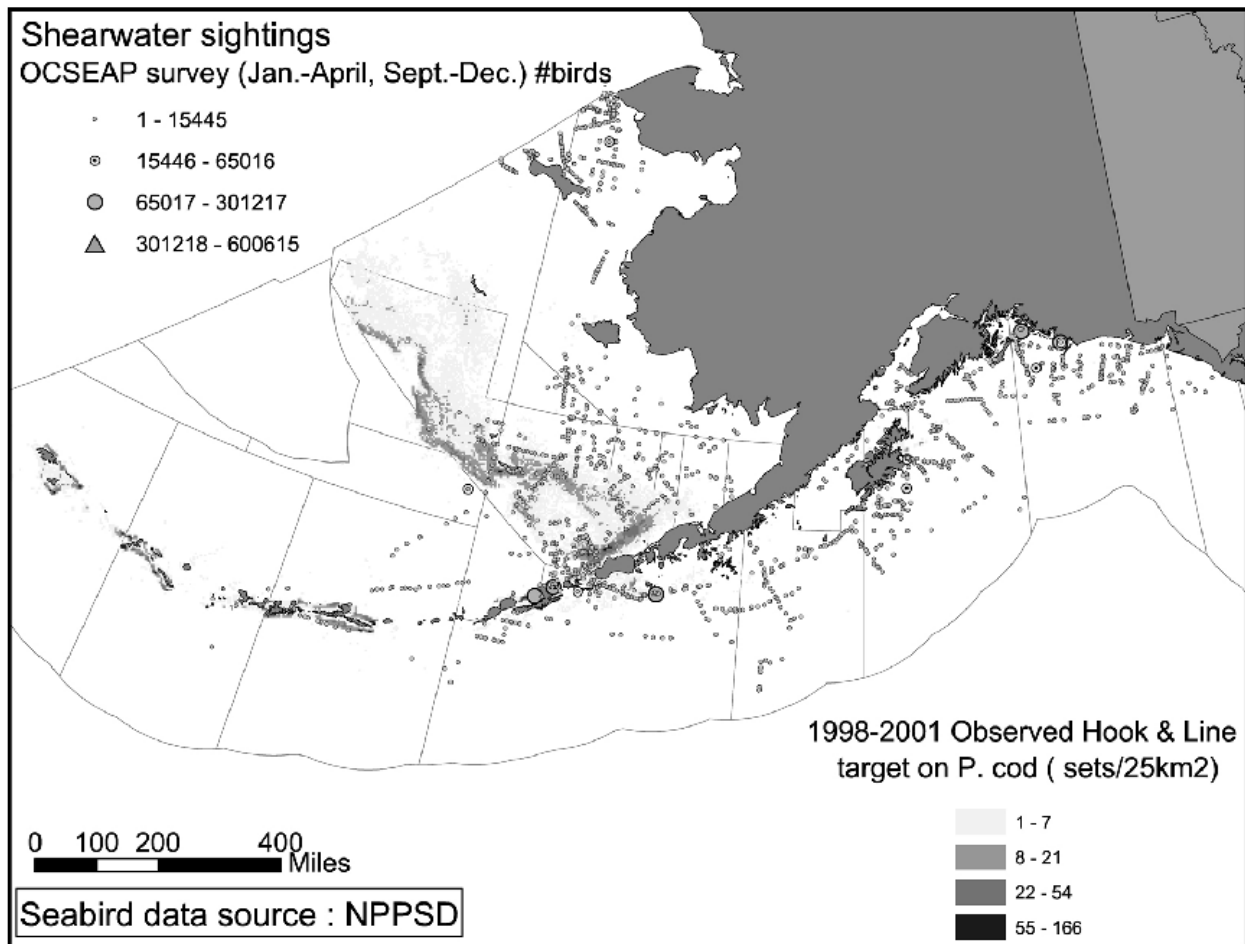 Shearwater sightings
OCSEAP survey (Jan.-April, Sept.-Dec.) #birds
1 - 15445
15446 - 65016
65017 - 301217
301218 - 600615
1998-2001 Observed Hook & Line
target on P. cod ( sets/25km2)
1 - 7
8 - 21
22 - 54
55 - 166
0 100 200 400
Miles
Seabird data source : NPPSD